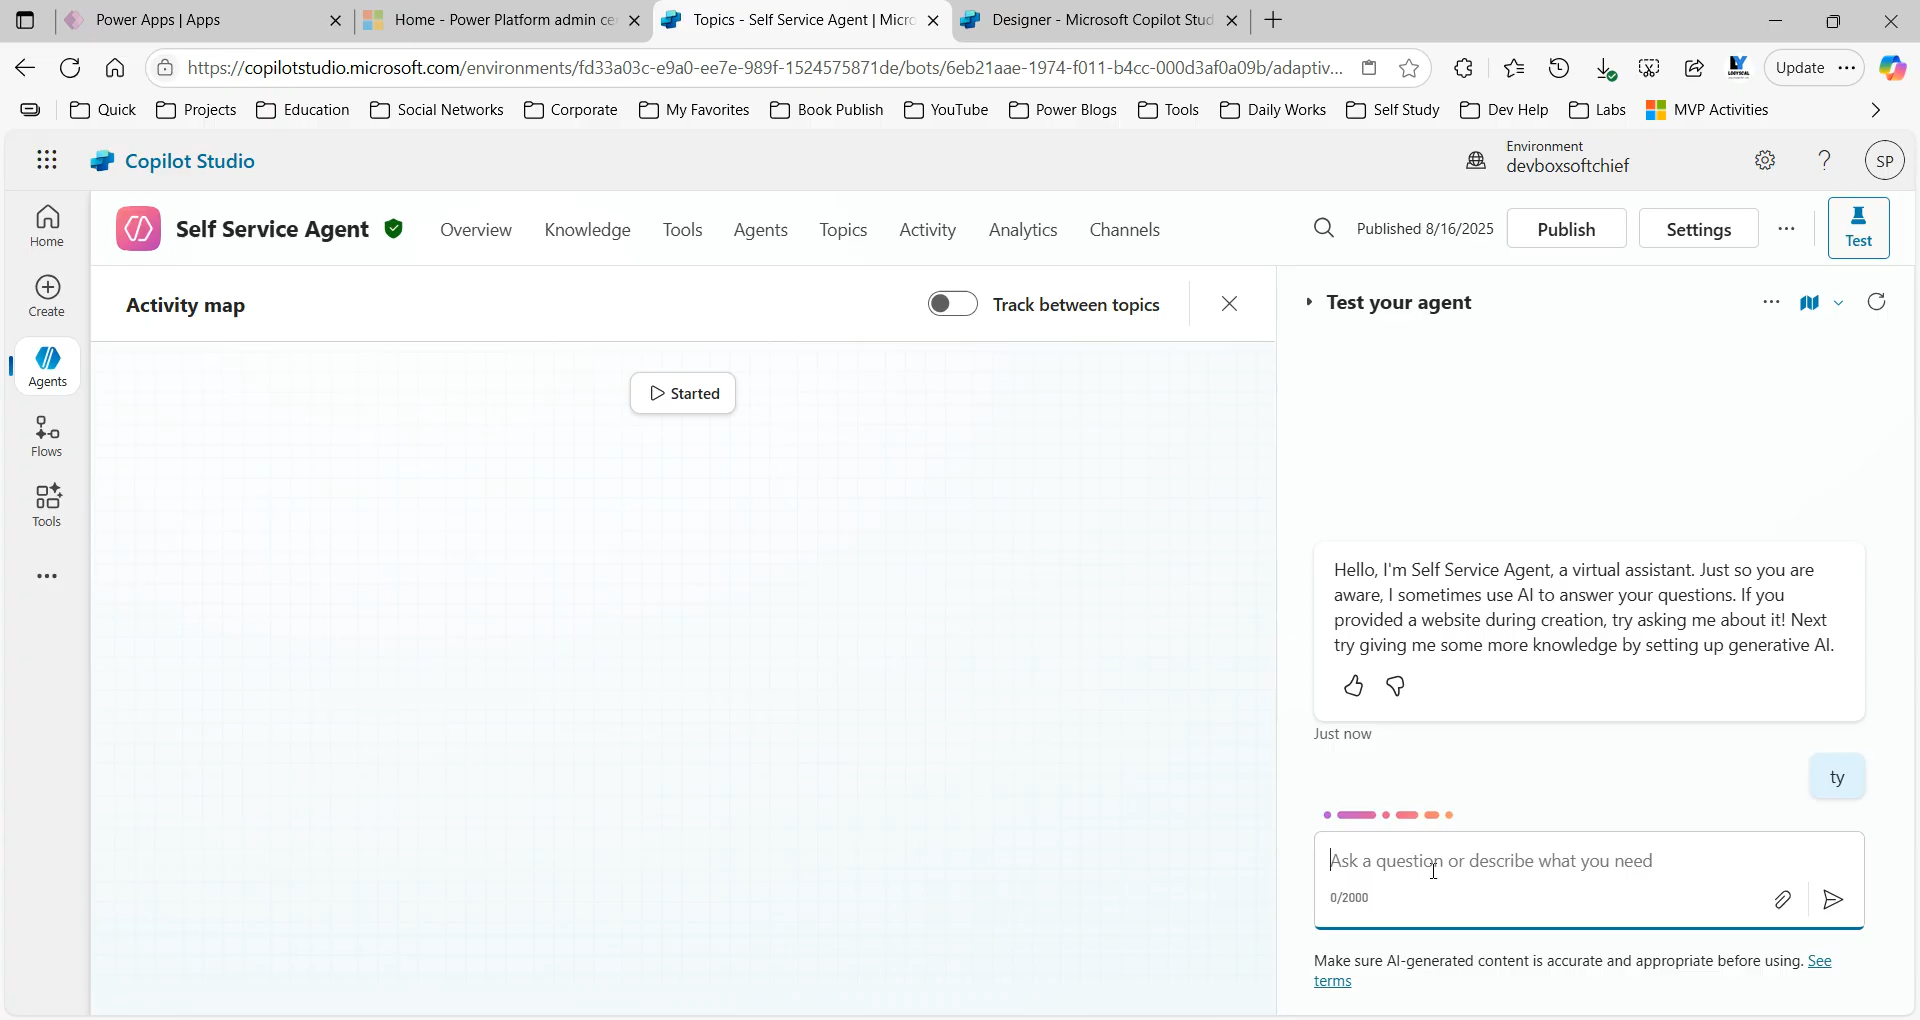 Power Apps | Apps
Home - Power Platform admin ce
Topics - Self Service Agent | Micro
Designer - Microsoft Copilot Stud
https://copilotstudio.microsoft.com/environments/fd33a03c-e9a0-ee7e-989f-1524575871de/bots/6eb21aae-1974-f011-b4cc-000d3af0a09b/adaptiv...
Update
Quick
Projects
Education
Social Networks
Corporate
My Favorites
Book Publish
YouTube
Power Blogs
Tools
Daily Works
Self Study
Dev Help
Labs
MVP Activities
Copilot Studio
Environment
devboxsoftchief
SP
Home
Create
Agents
Flows
Tools
Self Service Agent
Overview
Knowledge
Tools
Agents
Topics
Activity
Analytics
Channels
Published 8/16/2025
Publish
Settings
Test
Activity map
Track between topics
Started
Test your agent
Hello, I'm Self Service Agent, a virtual assistant. Just so you are
aware, I sometimes use AI to answer your questions. If you
provided a website during creation, try asking me about it! Next
try giving me some more knowledge by setting up generative AI.
Just now
ty
Ask a question or describe what you need
0/2000
Make sure AI-generated content is accurate and appropriate before using. See
terms